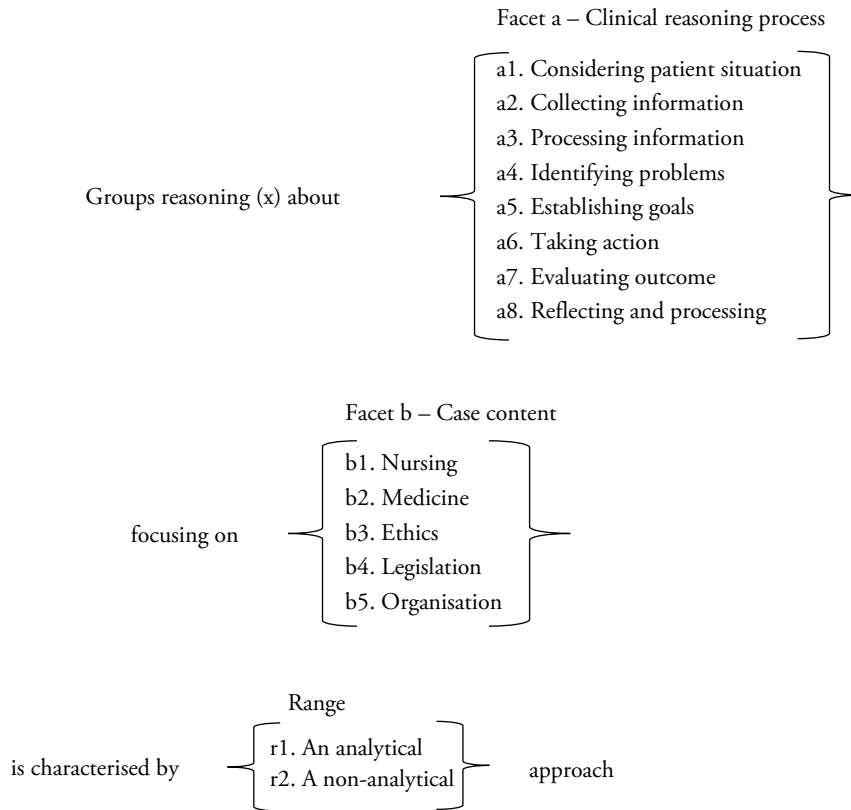 Facet a – Clinical reasoning process
a1. Considering patient situation
a2. Collecting information
a3. Processing information
a4. Identifying problems
Groups reasoning (x) about
a5. Establishing goals
a6. Taking action
a7. Evaluating outcome
a8. Reflecting and processing
Facet b – Case content
b1. Nursing
b2. Medicine
focusing on
b3. Ethics
b4. Legislation
b5. Organisation
Range
is characterised by
r1. An analytical
r2. A non-analytical
approach